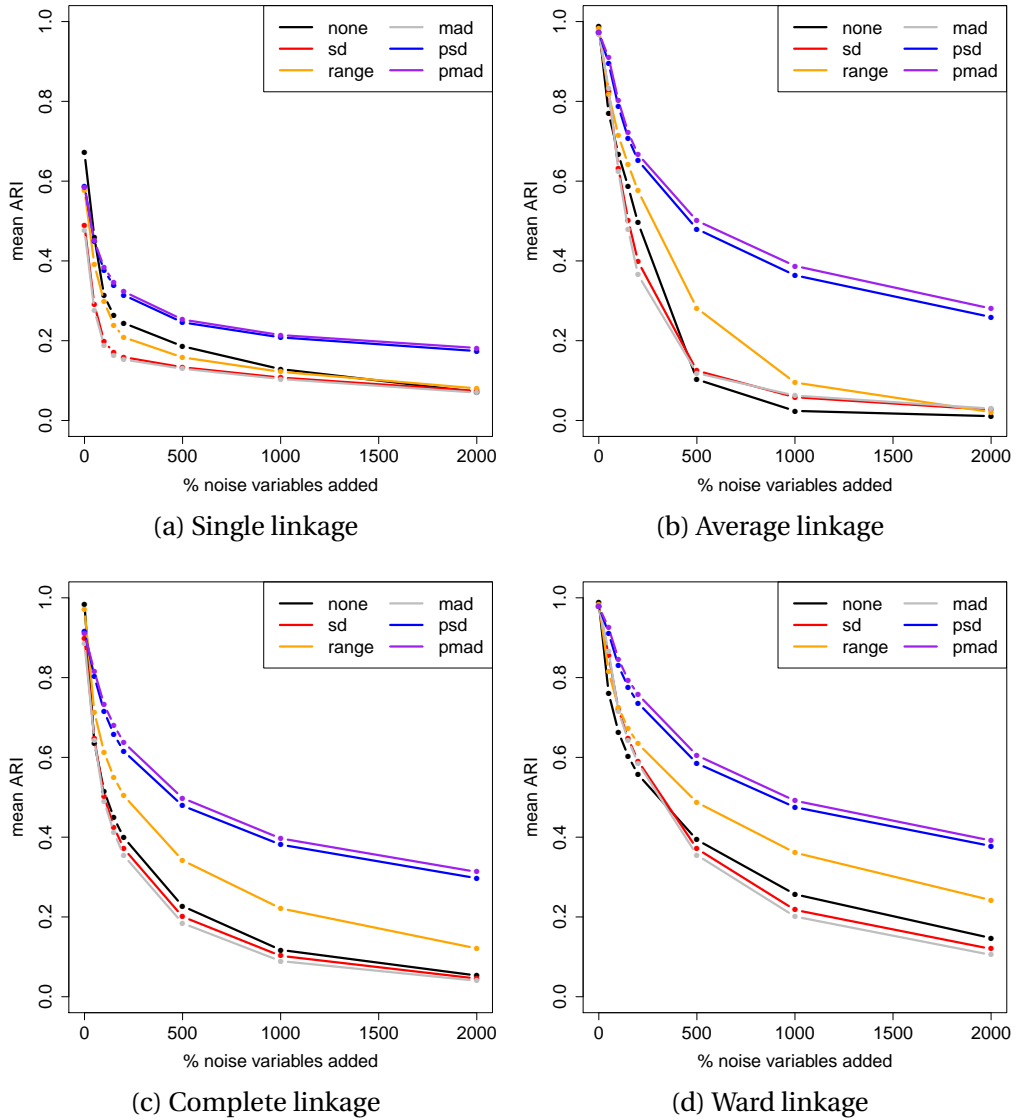 none mad
sd psd
range pmad
mean ARI
0.0 0.2 0.4 0.6 0.8 1.0
0 500 1000 1500 2000
% noise variables added
(a) Single linkage
none mad
sd psd
range pmad
mean ARI
0.0 0.2 0.4 0.6 0.8 1.0
0 500 1000 1500 2000
% noise variables added
(b) Average linkage
none mad
sd psd
range pmad
mean ARI
0.0 0.2 0.4 0.6 0.8 1.0
0 500 1000 1500 2000
% noise variables added
(c) Complete linkage
none mad
sd psd
range pmad
mean ARI
0.0 0.2 0.4 0.6 0.8 1.0
0 500 1000 1500 2000
% noise variables added
(d) Ward linkage